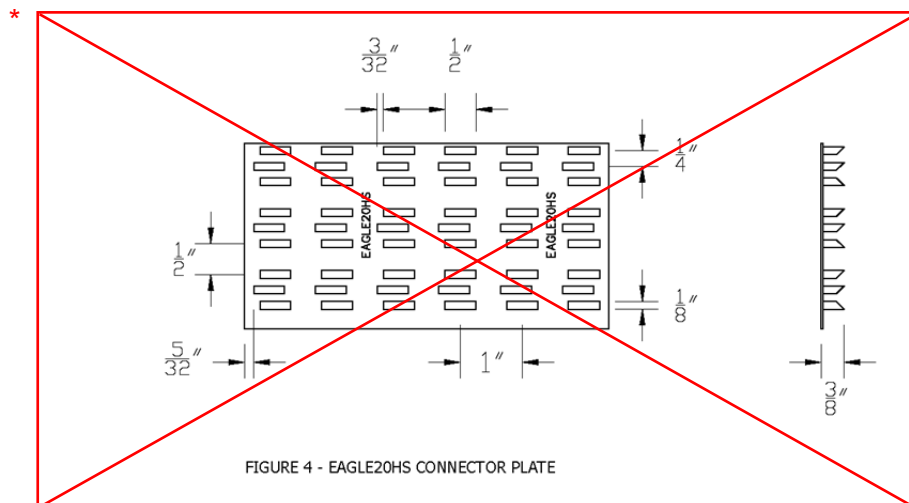 *
3/32" 1/2"
1/4"
EAGLE20HS EAGLE20HS
1/2"
1/8"
5/32" 1" 3/8"
FIGURE 4 - EAGLE20HS CONNECTOR PLATE